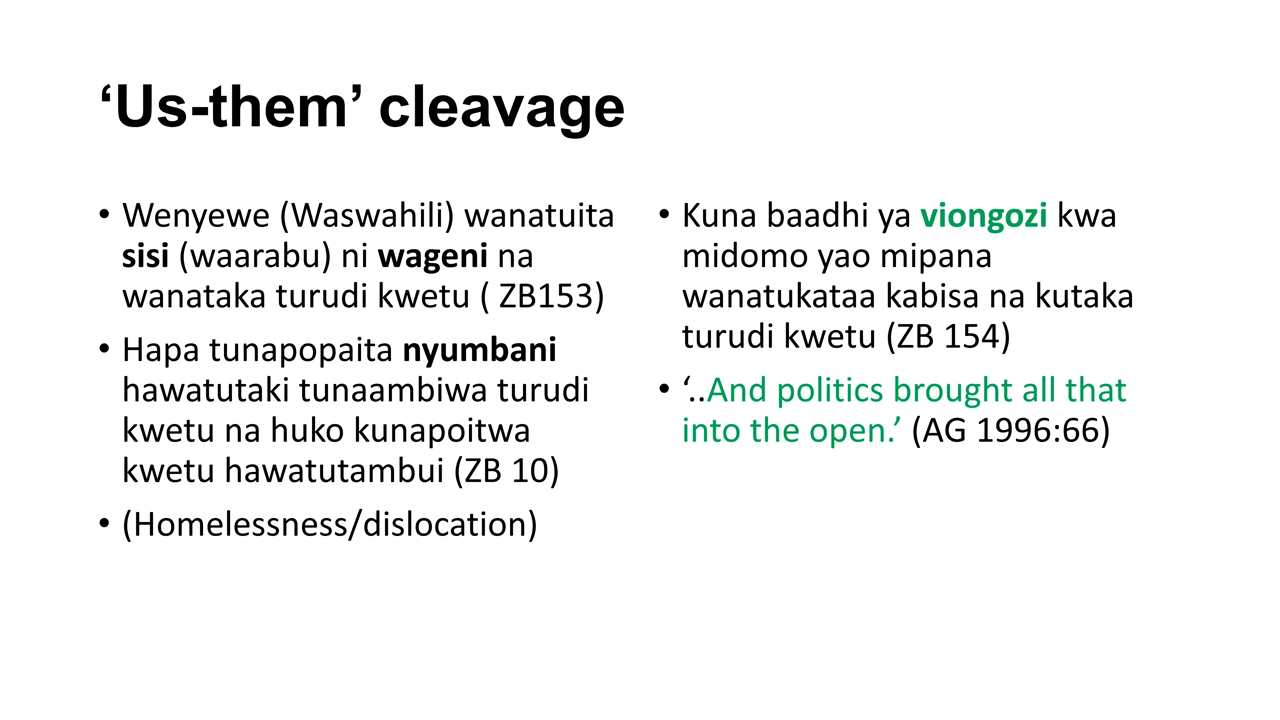 ‘Us-them’ cleavage
• Wenyewe (Waswahili) wanatuita
sisi (waarabu) ni wageni na
wanataka turudi kwetu ( ZB153)
• Hapa tunapopaita nyumbani
hawatutaki tunaambiwa turudi
kwetu na huko kunapoitwa
kwetu hawatutambui (ZB 10)
• (Homelessness/dislocation)
• Kuna baadhi ya viongozi kwa
midomo yao mipana
wanatukataa kabisa na kutaka
turudi kwetu (ZB 154)
• ‘..And politics brought all that
into the open.’ (AG 1996:66)